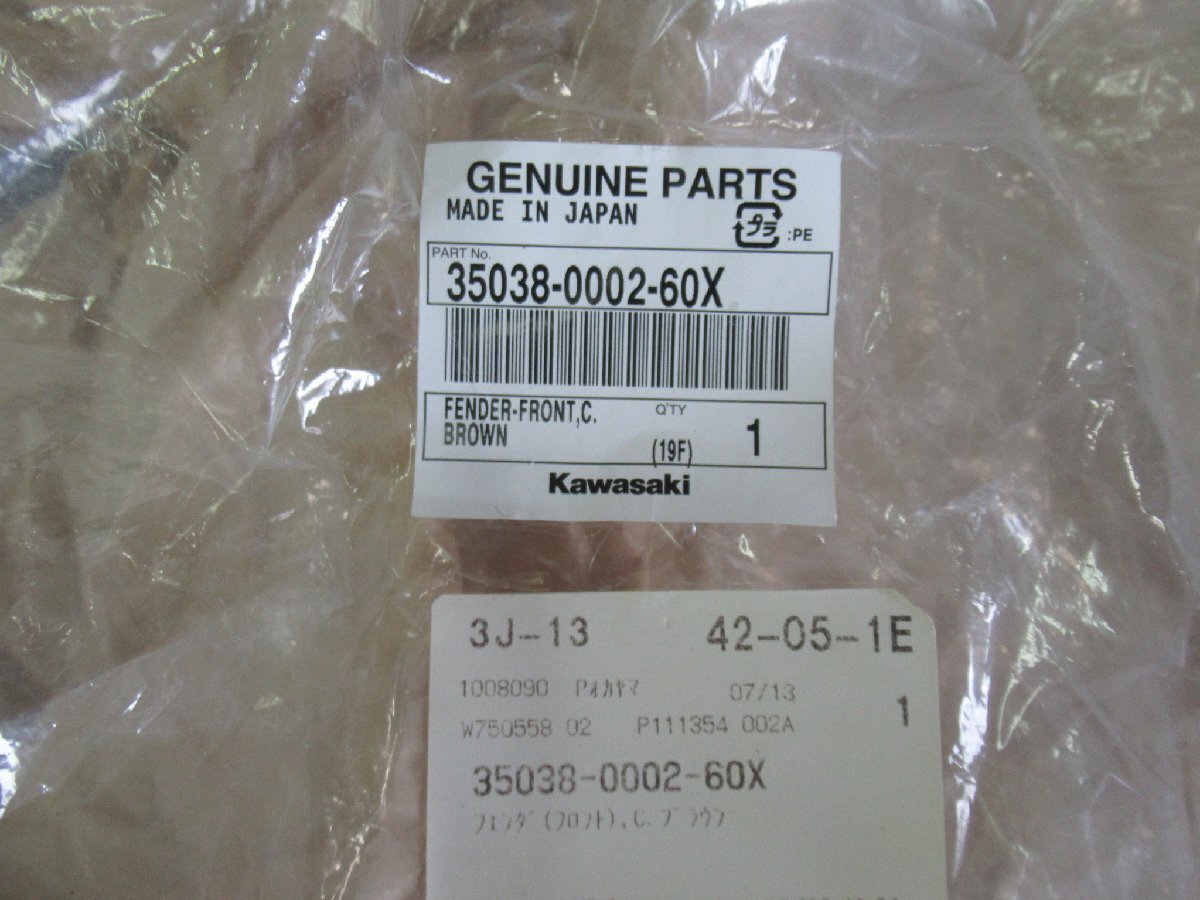 GENUINE PARTS
MADE IN JAPAN
プラ :PE
PART No.
35038-0002-60X
FENDER-FRONT,C.
BROWN
Q'TY
(19F)
1
Kawasaki
3J-13 42-05-1E
1008090 07/13
W750558 02 P111354 002A
1
35038-0002-60X
フェンダ(フロント),C.ブラウン